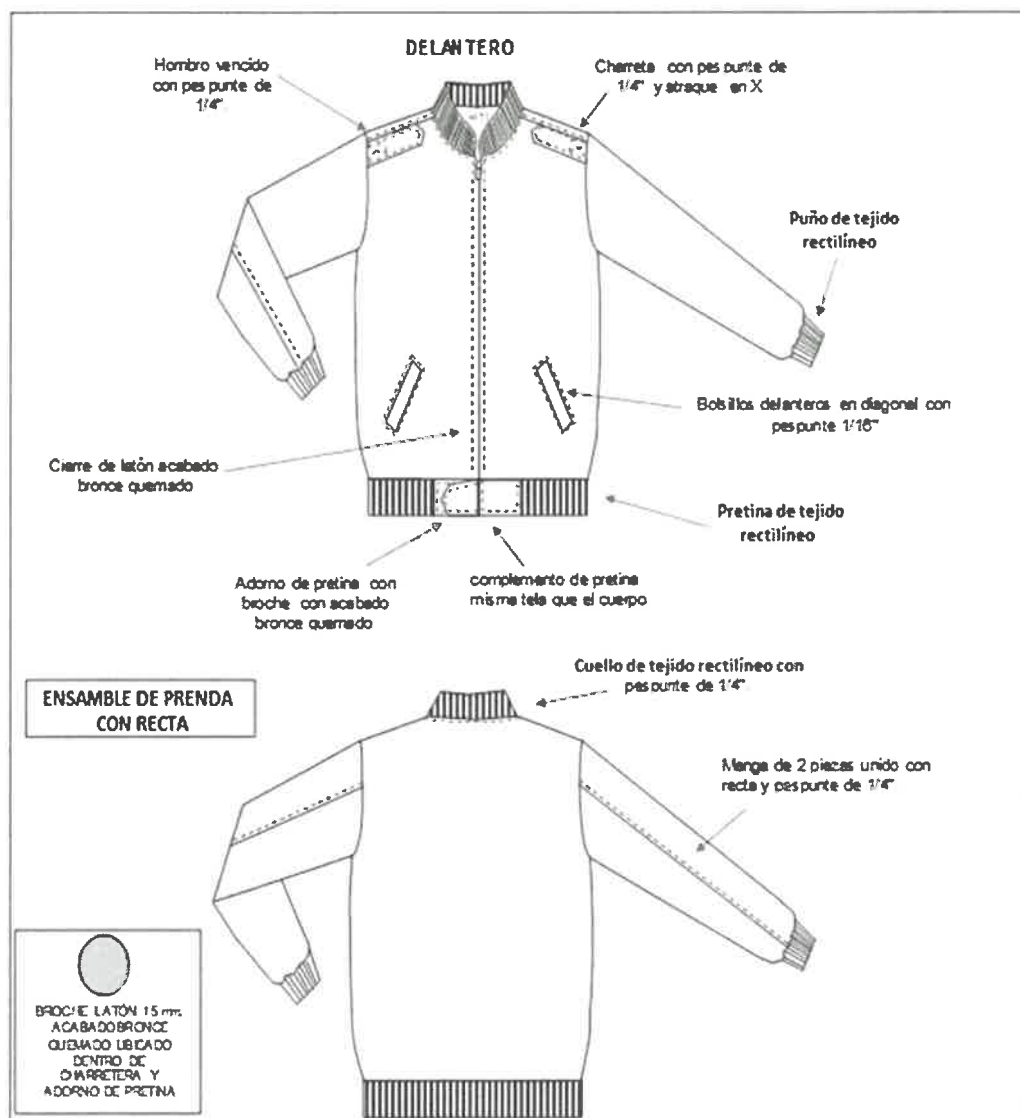 DELANTERO
Hombro vencido
con pespunte de
1/4"
Charreta con pespunte de
1/4" y atraque en X
Puño de tejido
rectilíneo
Bolsillos delanteros en diagonal con
pespunte 1/16"
Cierre de latón acabado
bronce quemado
Pretina de tejido
rectilíneo
Adorno de pretina con
broche con acabado
bronce quemado
complemento de pretina
misma tela que el cuerpo
Cuello de tejido rectilíneo con
pespunte de 1/4"
ENSAMBLE DE PRENDA
CON RECTA
Manga de 2 piezas unido con
recta y pespunte de 1/4"
BROCHE LATÓN 15 mm.
ACABADO BRONCE
QUEMADO UBICADO
DENTRO DE
CHARRETERA Y
ADORNO DE PRETINA